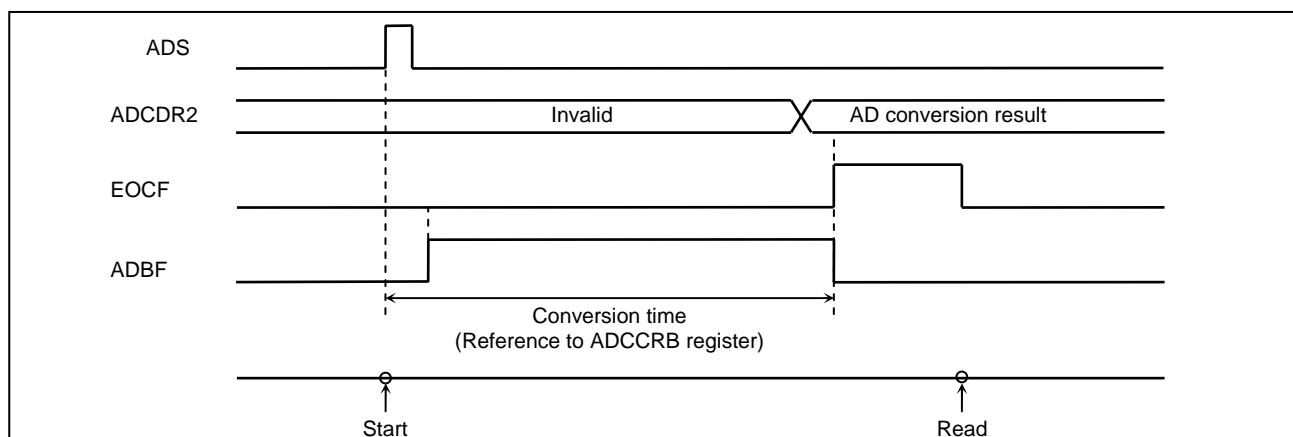 ADS
ADCDR2
Invalid
AD conversion result
EOCF
ADBF
Conversion time
(Reference to ADCCRB register)
Start
Read